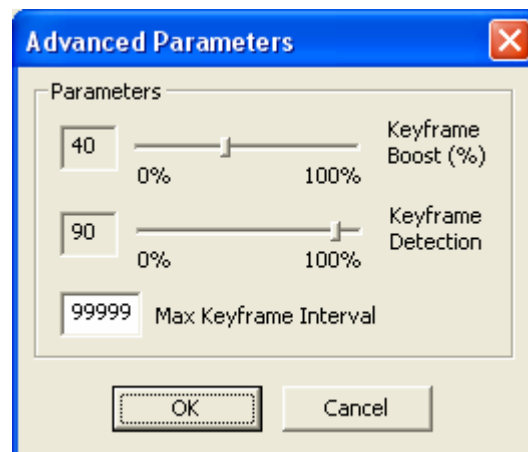 Advanced Parameters
Parameters
40
Keyframe
Boost (%)
0%
100%
90
Keyframe
Detection
0%
100%
99999
Max Keyframe Interval
OK
Cancel